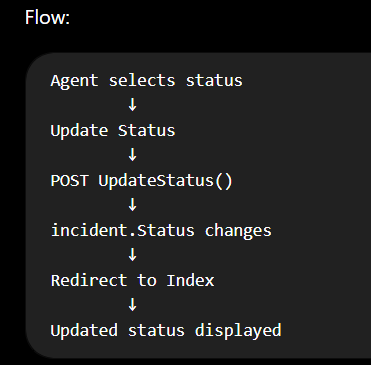 Flow:
Agent selects status
↓
Update Status
↓
POST UpdateStatus()
↓
incident.Status changes
↓
Redirect to Index
↓
Updated status displayed